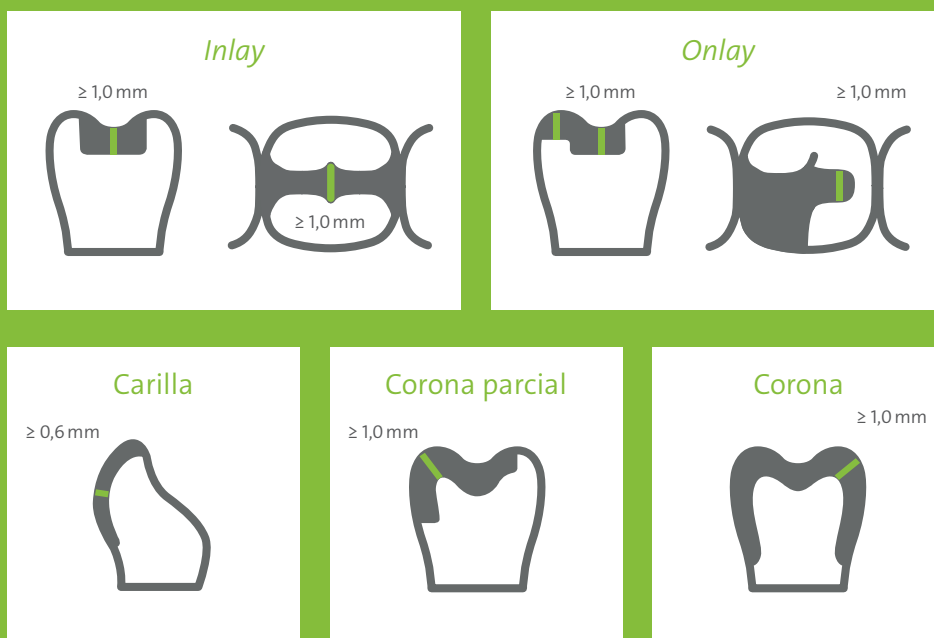 Inlay
≥ 1,0 mm
≥ 1,0 mm
Onlay
≥ 1,0 mm
≥ 1,0 mm
Carilla
≥ 0,6 mm
Corona parcial
≥ 1,0 mm
Corona
≥ 1,0 mm